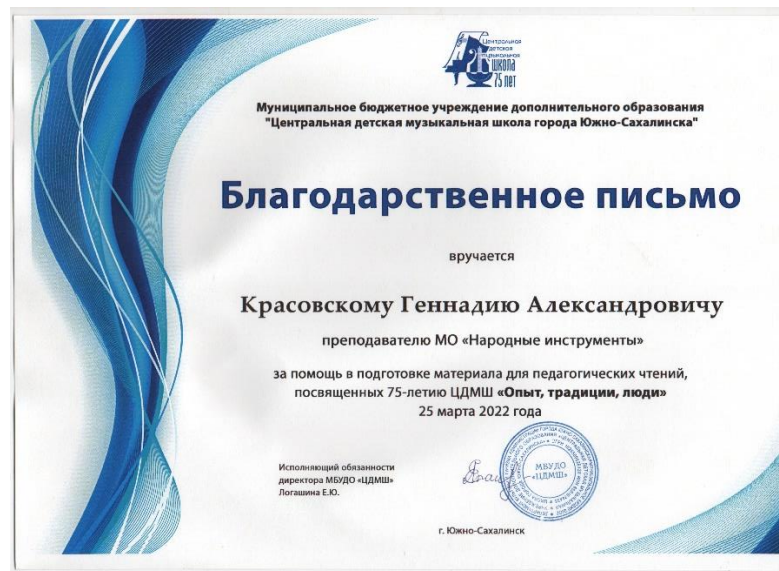 Центральная
детская
музыкальная
школа
75 лет
Муниципальное бюджетное учреждение дополнительного образования
"Центральная детская музыкальная школа города Южно-Сахалинска"
Благодарственное письмо
вручается
Красовскому Геннадию Александровичу
преподавателю МО «Народные инструменты»
за помощь в подготовке материала для педагогических чтений,
посвященных 75-летию ЦДМШ «Опыт, традиции, люди»
25 марта 2022 года
Исполняющий обязанности
директора МБУДО «ЦДМШ»
Логашина Е.Ю.
МБУДО
«ЦДМШ»
г. Южно-Сахалинск